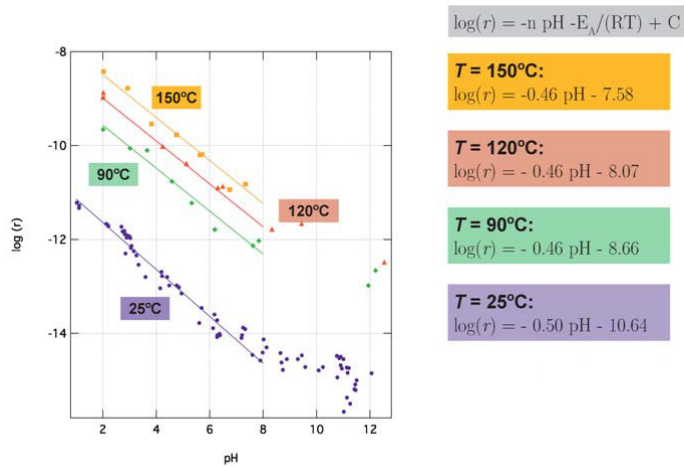 log(r) = -n pH -E_A/(RT) + C
-8
-10
-12
-14
log (r)
150ºC
90ºC
120ºC
25ºC
2
4
6
8
10
12
pH
T = 150ºC:
log(r) = -0.46 pH - 7.58
T = 120ºC:
log(r) = - 0.46 pH - 8.07
T = 90ºC:
log(r) = - 0.46 pH - 8.66
T = 25ºC:
log(r) = - 0.50 pH - 10.64